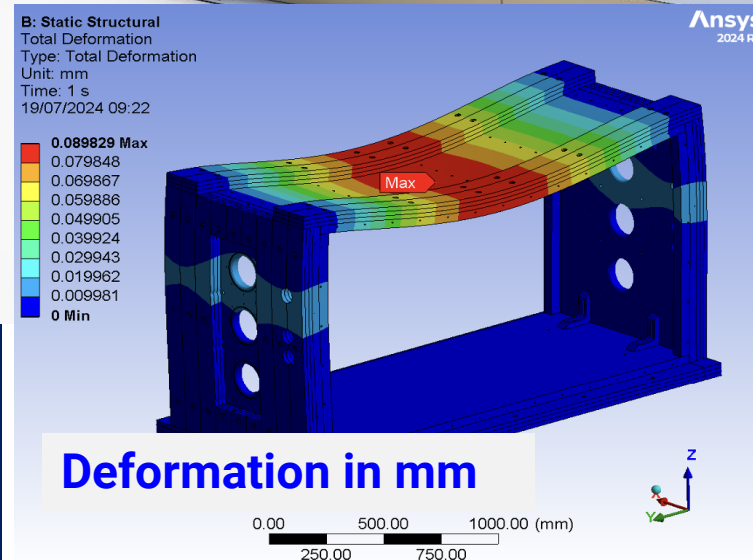 B: Static Structural
Total Deformation
Type: Total Deformation
Unit: mm
Time: 1 s
19/07/2024 09:22
Ansys
2024 R
0.089829 Max
0.079848
0.069867
0.059886
0.049905
0.039924
0.029943
0.019962
0.009981
0 Min
Max
Deformation in mm
Z
X
Y
0.00 500.00 1000.00 (mm)
250.00 750.00